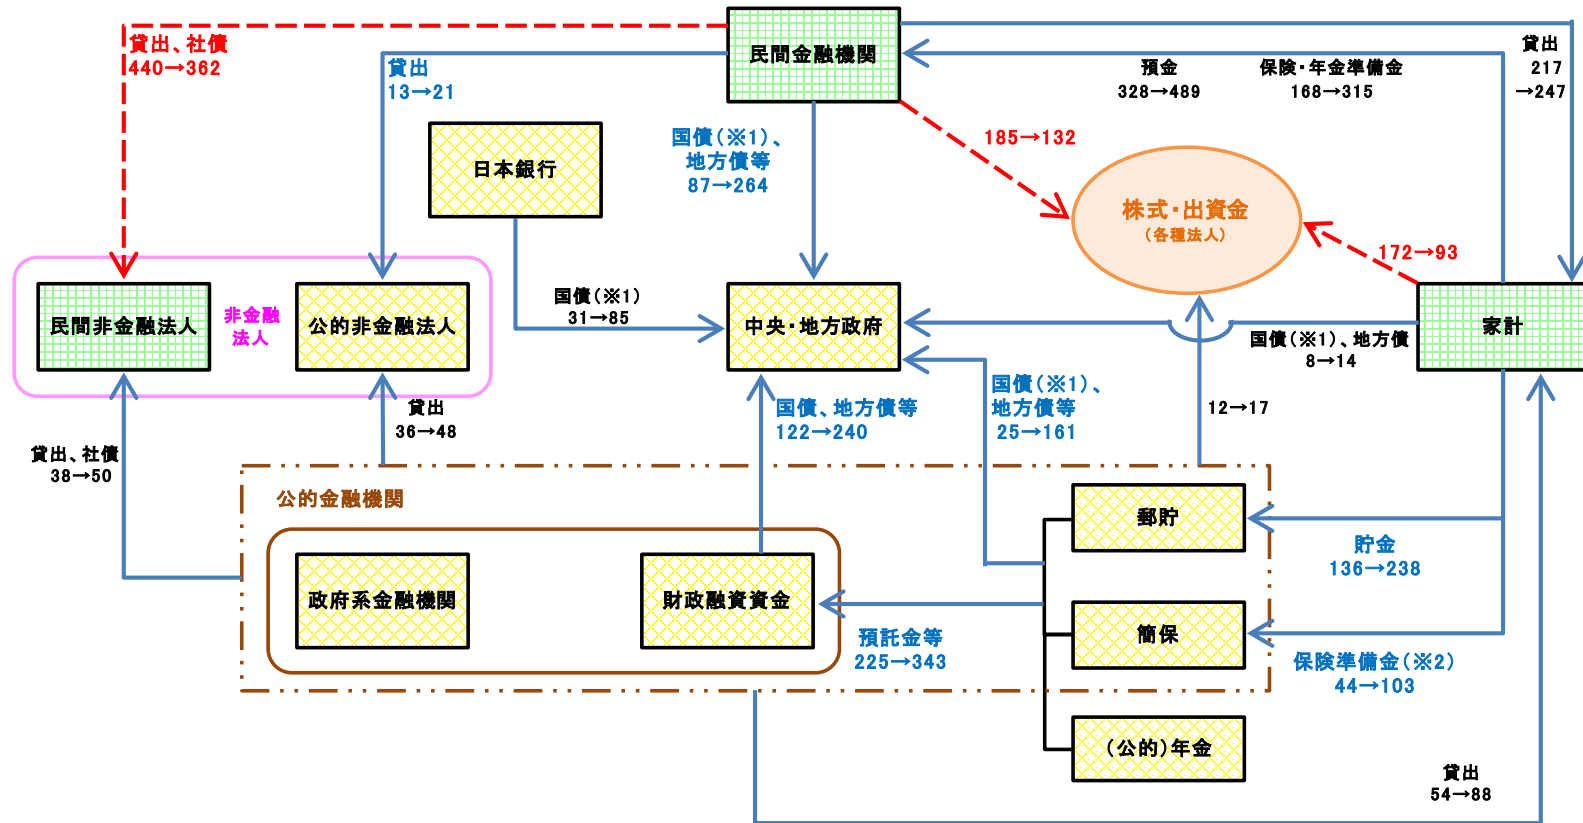 貸出、社債
440→362
民間金融機関
貸出
13→21
預金
328→489
保険・年金準備金
168→315
貸出
217
→247
日本銀行
国債(※1)、
地方債等
87→264
185→132
株式・出資金
(各種法人)
172→93
民間非金融法人
非金融
法人
公的非金融法人
国債(※1)
31→85
中央・地方政府
国債(※1)、地方債
8→14
家計
貸出、社債
38→50
貸出
36→48
国債、地方債等
122→240
国債(※1)、
地方債等
25→161
12→17
公的金融機関
政府系金融機関
財政融資資金
預託金等
225→343
郵貯
貯金
136→238
簡保
保険準備金(※2)
44→103
(公的)年金
貸出
54→88